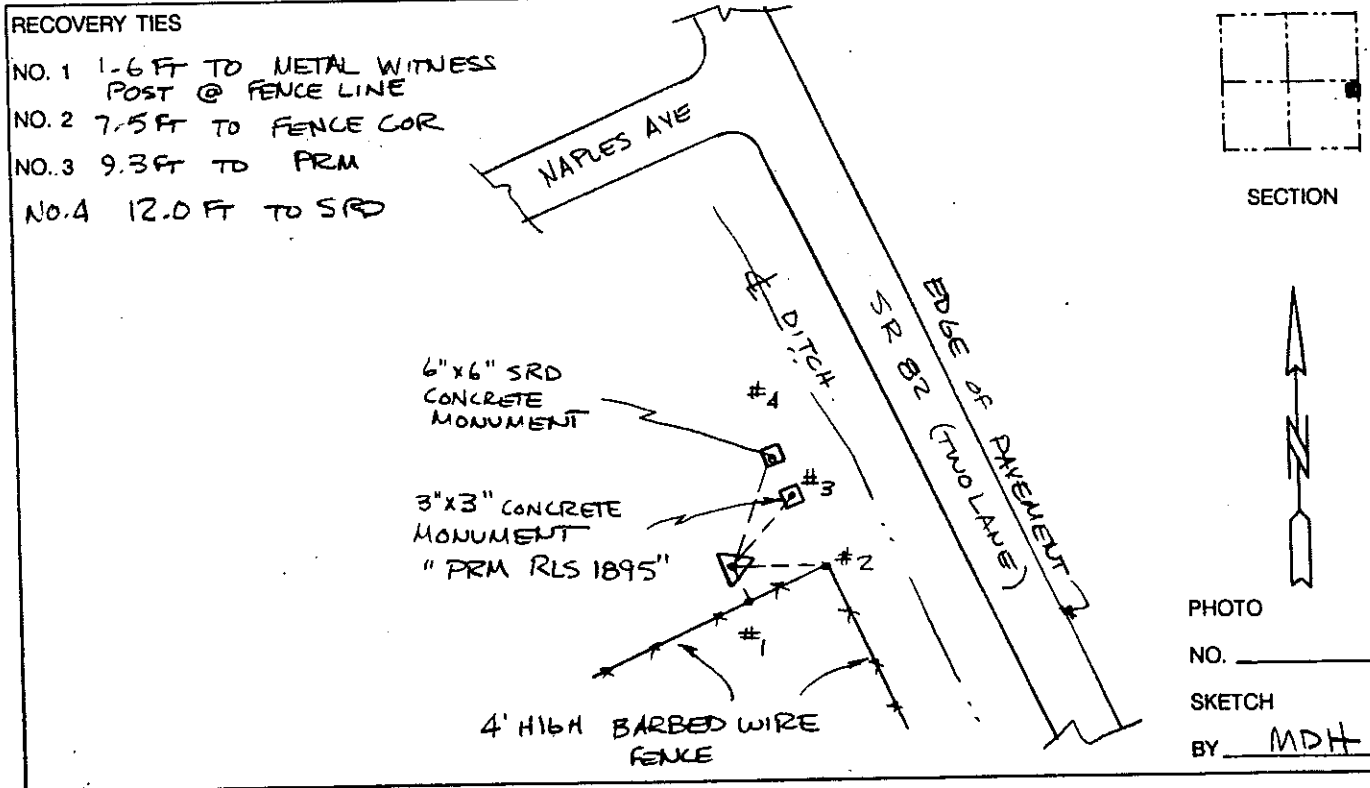 RECOVERY TIES
NO. 1 1.6 FT TO METAL WITNESS
POST @ FENCE LINE
NO. 2 7.5 FT TO FENCE COR
NO. 3 9.3 FT TO PRM
NO. 4 12.0 FT TO SRD
NAPLES AVE
SECTION
EDGE OF PAVEMENT
SR 82 (TWO LANE)
DITCH
6"x6" SRD
CONCRETE
MONUMENT
#4
#3
3"x3" CONCRETE
MONUMENT
"PRM RLS 1895"
#2
#1
4' HIGH BARBED WIRE
FENCE
N
PHOTO
NO.
SKETCH
BY MDH